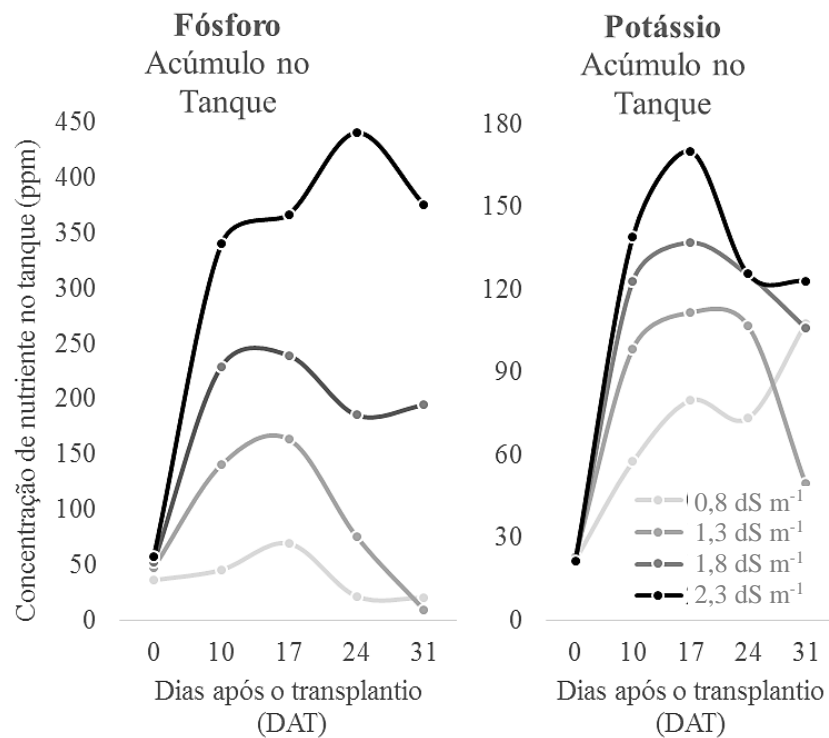 Fósforo
Acúmulo no
Tanque
Concentração de nutriente no tanque (ppm)
450
400
350
300
250
200
150
100
50
0
0 10 17 24 31
Dias após o transplantio
(DAT)
Potássio
Acúmulo no
Tanque
180
150
120
90
60
30
0
0,8 dS m⁻¹
1,3 dS m⁻¹
1,8 dS m⁻¹
2,3 dS m⁻¹
0 10 17 24 31
Dias após o transplantio
(DAT)